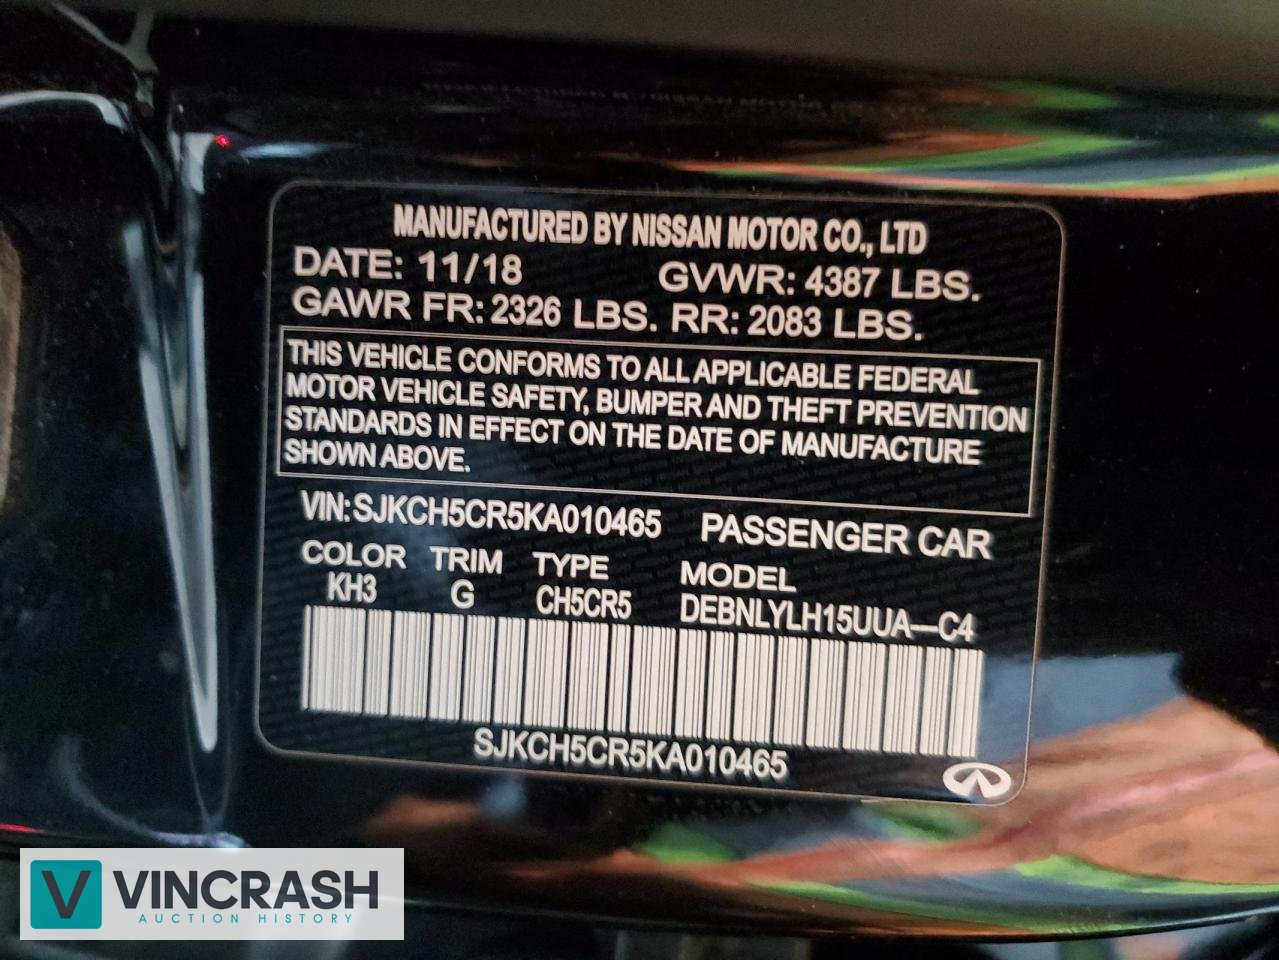 MANUFACTURED BY NISSAN MOTOR CO., LTD
DATE: 11/18 GVWR: 4387 LBS.
GAWR FR: 2326 LBS. RR: 2083 LBS.
THIS VEHICLE CONFORMS TO ALL APPLICABLE FEDERAL
MOTOR VEHICLE SAFETY, BUMPER AND THEFT PREVENTION
STANDARDS IN EFFECT ON THE DATE OF MANUFACTURE
SHOWN ABOVE.
VIN: SJKCH5CR5KA010465 PASSENGER CAR
COLOR TRIM TYPE MODEL
KH3 G CH5CR5 DEBNLYLH15UUA—C4
SJKCH5CR5KA010465
V VINCRASH
AUCTION HISTORY